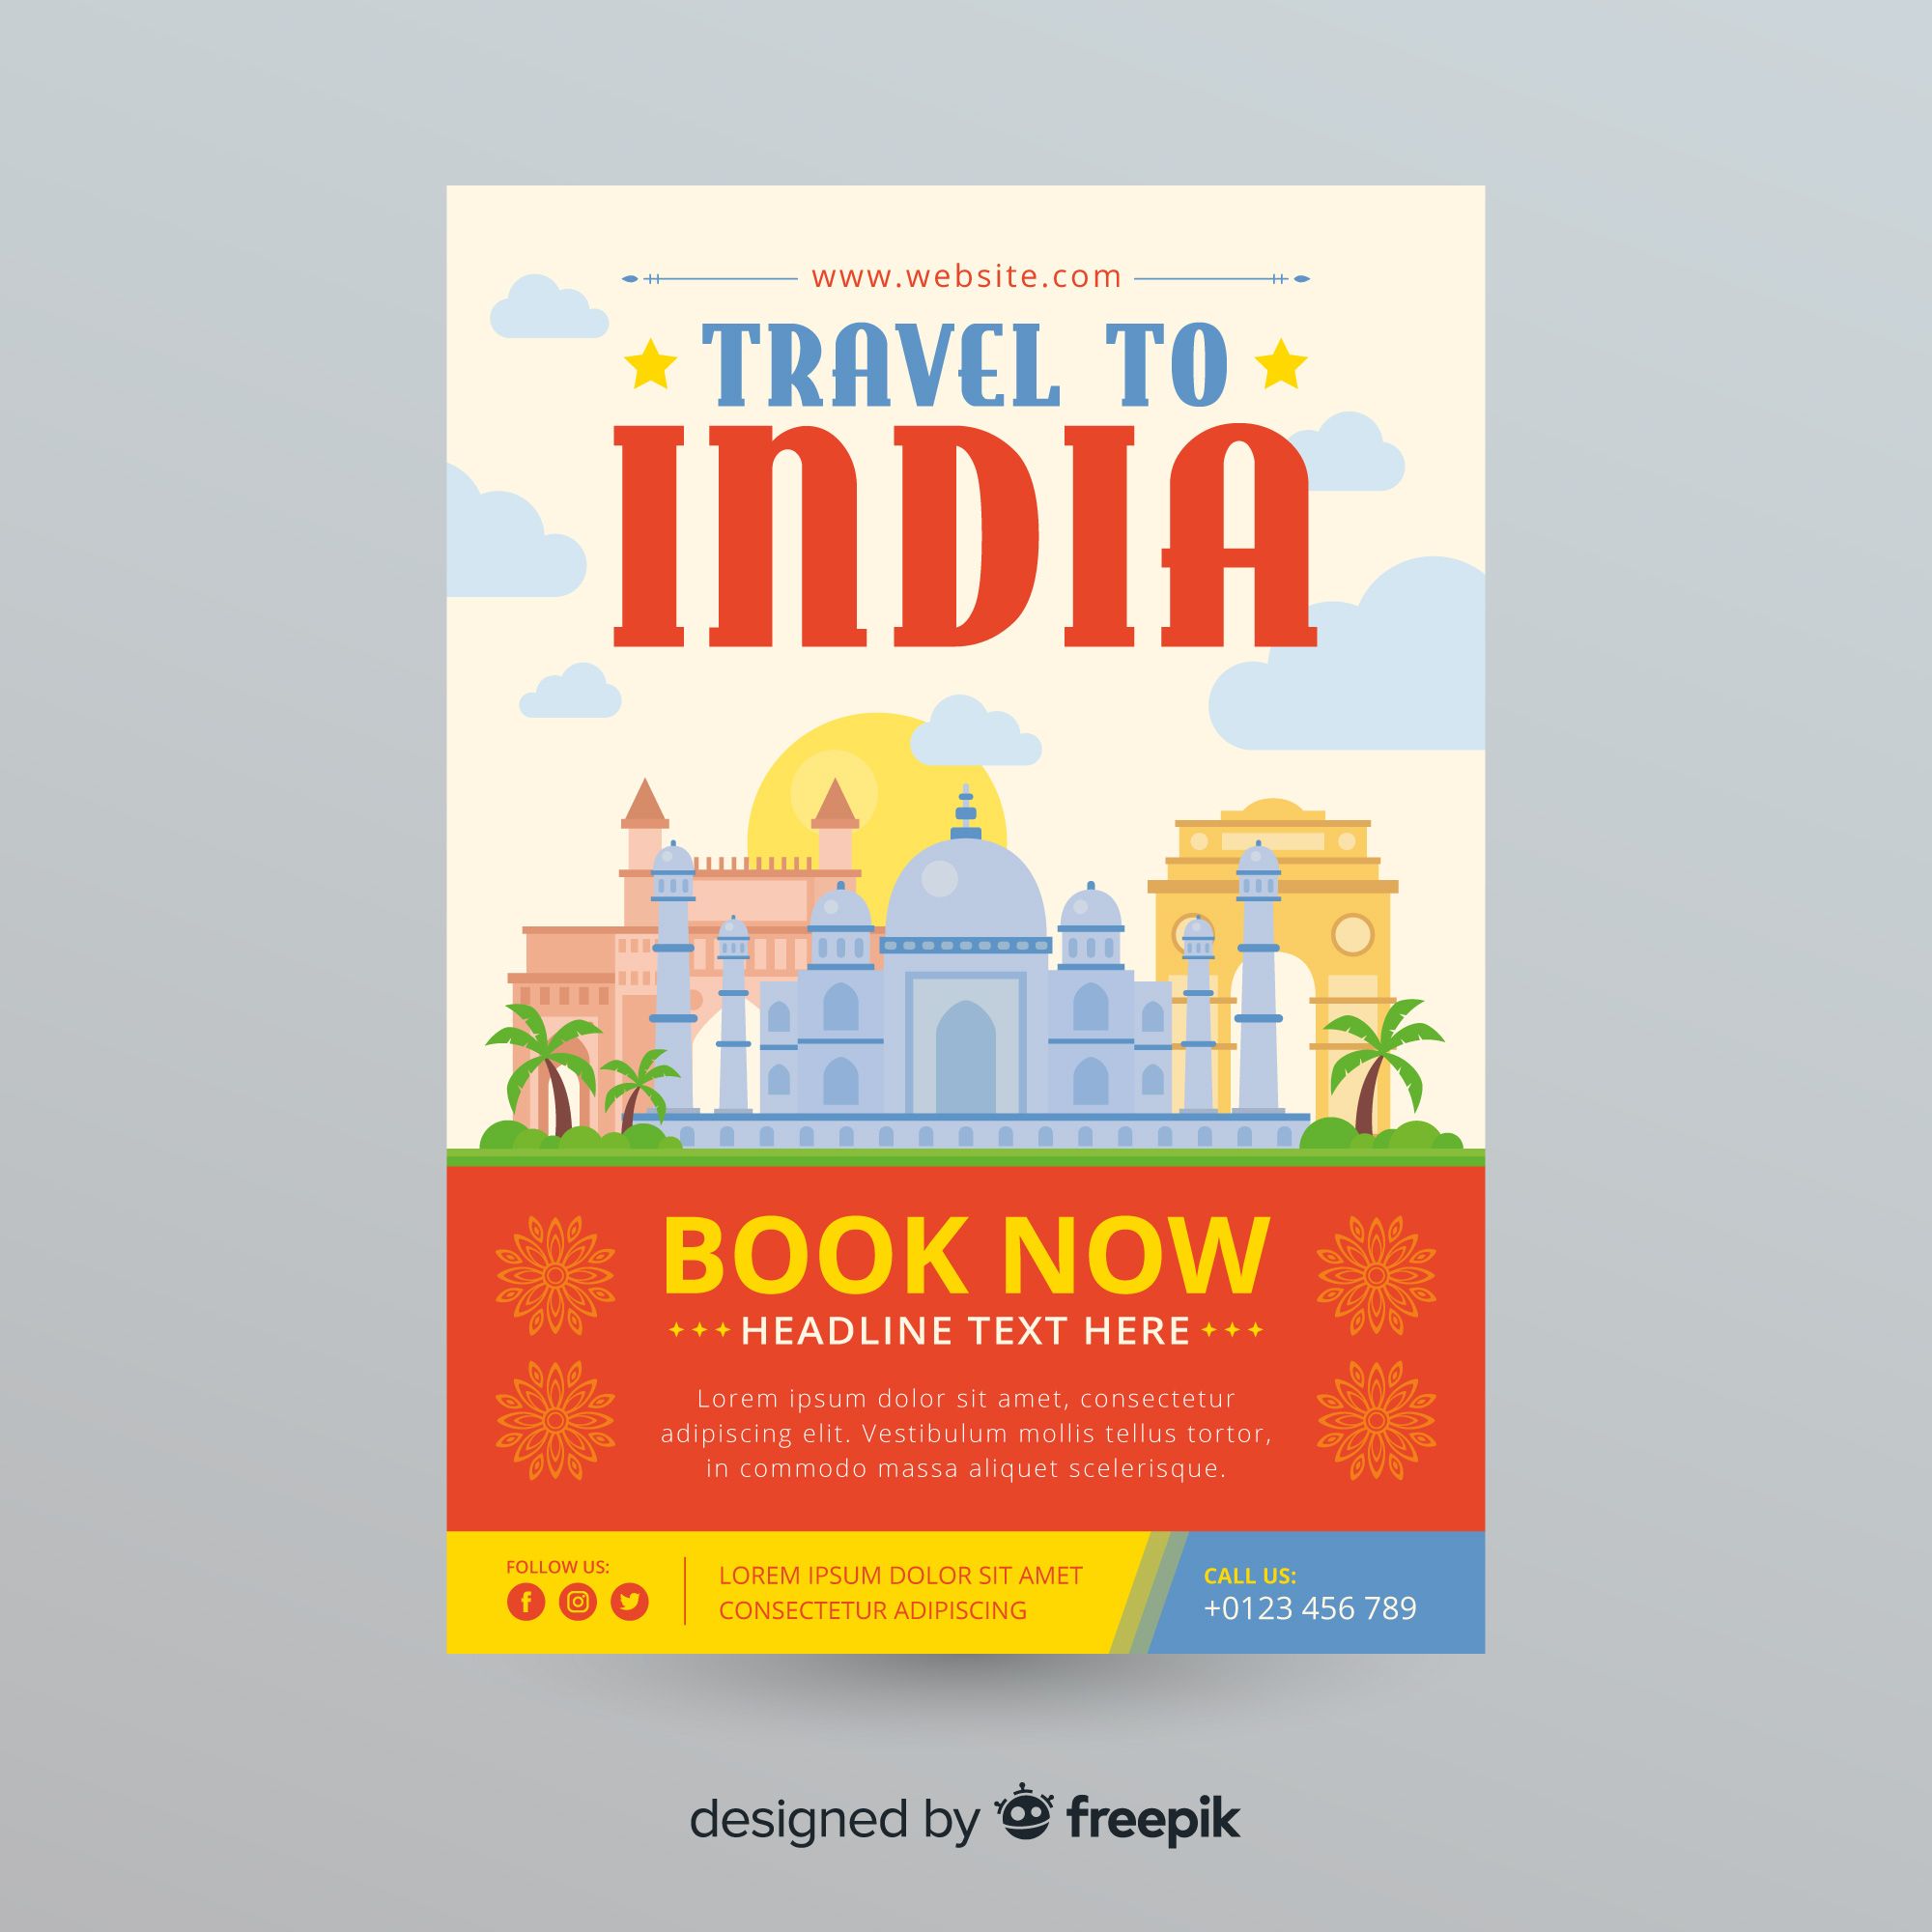 www.website.com
TRAVEL TO
INDIA
BOOK NOW
HEADLINE TEXT HERE
Lorem ipsum dolor sit amet, consectetur
adipiscing elit. Vestibulum mollis tellus tortor,
in commodo massa aliquet scelerisque.
FOLLOW US:
LOREM IPSUM DOLOR SIT AMET
CONSECTETUR ADIPISCING
CALL US:
+0123 456 789
designed by freepik